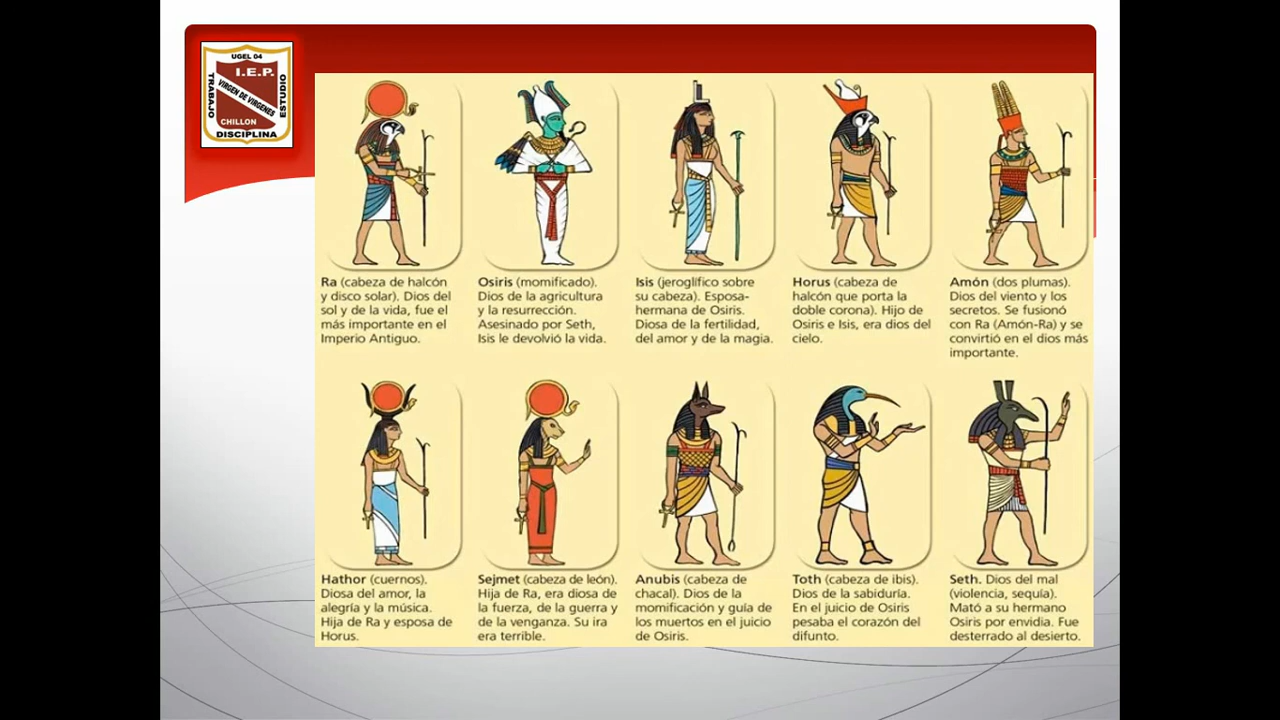 UGEL 04
I.E.P.
VIRGEN DE VIRGENES
CHILLON
TRABAJO
ESTUDIO
DISCIPLINA
Ra (cabeza de halcón
y disco solar). Dios del
sol y de la vida, fue el
más importante en el
Imperio Antiguo.
Osiris (momificado).
Dios de la agricultura
y la resurrección.
Asesinado por Seth,
Isis le devolvió la vida.
Isis (jeroglífico sobre
su cabeza). Esposa-
hermana de Osiris.
Diosa de la fertilidad,
del amor y de la magia.
Horus (cabeza de
halcón que porta la
doble corona). Hijo de
Osiris e Isis, era dios del
cielo.
Amón (dos plumas).
Dios del viento y los
secretos. Se fusionó
con Ra (Amón-Ra) y se
convirtió en el dios más
importante.
Hathor (cuernos).
Diosa del amor, la
alegría y la música.
Hija de Ra y esposa de
Horus.
Sejmet (cabeza de león).
Hija de Ra, era diosa de
la fuerza, de la guerra y
de la venganza. Su ira
era terrible.
Anubis (cabeza de
chacal). Dios de la
momificación y guía de
los muertos en el juicio
de Osiris.
Toth (cabeza de ibis).
Dios de la sabiduría.
En el juicio de Osiris
pesaba el corazón del
difunto.
Seth. Dios del mal
(violencia, sequía).
Mató a su hermano
Osiris por envidia. Fue
desterrado al desierto.